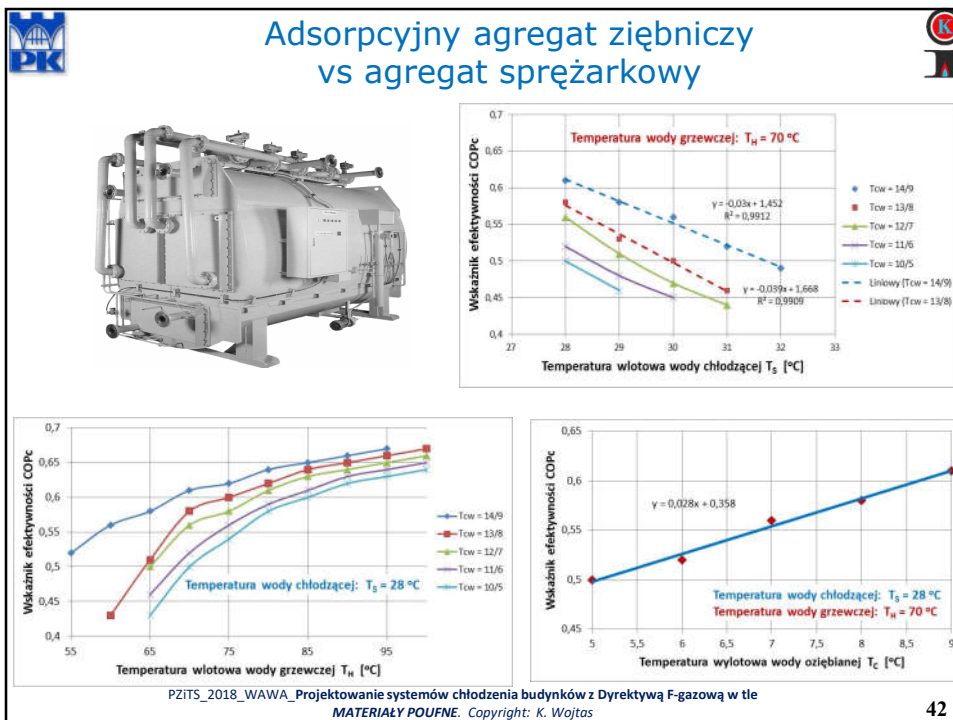 PK
Adsorpcyjny agregat ziębniczy
vs agregat sprężarkowy
K
Wskaźnik efektywności COPc
0,7
0,65
0,6
0,55
0,5
0,45
0,4
Temperatura wody grzewczej: T_H = 70 °C
y = -0,03x + 1,452
R² = 0,9912
y = -0,039x + 1,668
R² = 0,9909
27 28 29 30 31 32 33
Temperatura wlotowa wody chłodzącej T_S [°C]
Tcw = 14/9
Tcw = 13/8
Tcw = 12/7
Tcw = 11/6
Tcw = 10/5
Liniowy (Tcw = 14/9)
Liniowy (Tcw = 13/8)
Wskaźnik efektywności COPc
0,7
0,65
0,6
0,55
0,5
0,45
0,4
Temperatura wody chłodzącej: T_S = 28 °C
55 65 75 85 95
Temperatura wlotowa wody grzewczej T_H [°C]
Tcw = 14/9
Tcw = 13/8
Tcw = 12/7
Tcw = 11/6
Tcw = 10/5
Wskaźnik efektywności COPc
0,65
0,6
0,55
0,5
0,45
y = 0,028x + 0,358
Temperatura wody chłodzącej: T_S = 28 °C
Temperatura wody grzewczej: T_H = 70 °C
5 5,5 6 6,5 7 7,5 8 8,5 9
Temperatura wylotowa wody oziębianej T_C [°C]
PZiTS_2018_WAWA_Projektowanie systemów chłodzenia budynków z Dyrektywą F-gazową w tle
MATERIAŁY POUFNE. Copyright: K. Wojtas
42